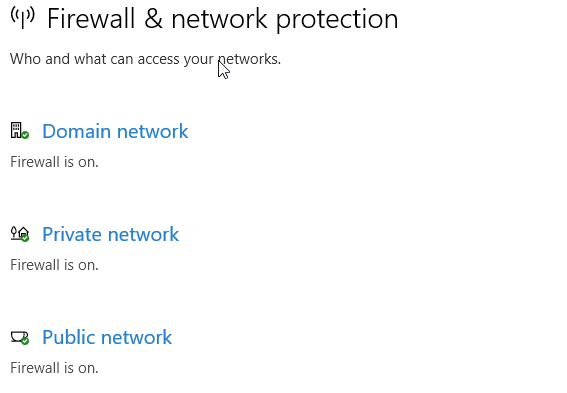 Firewall & network protection
Who and what can access your networks.
Domain network
Firewall is on.
Private network
Firewall is on.
Public network
Firewall is on.